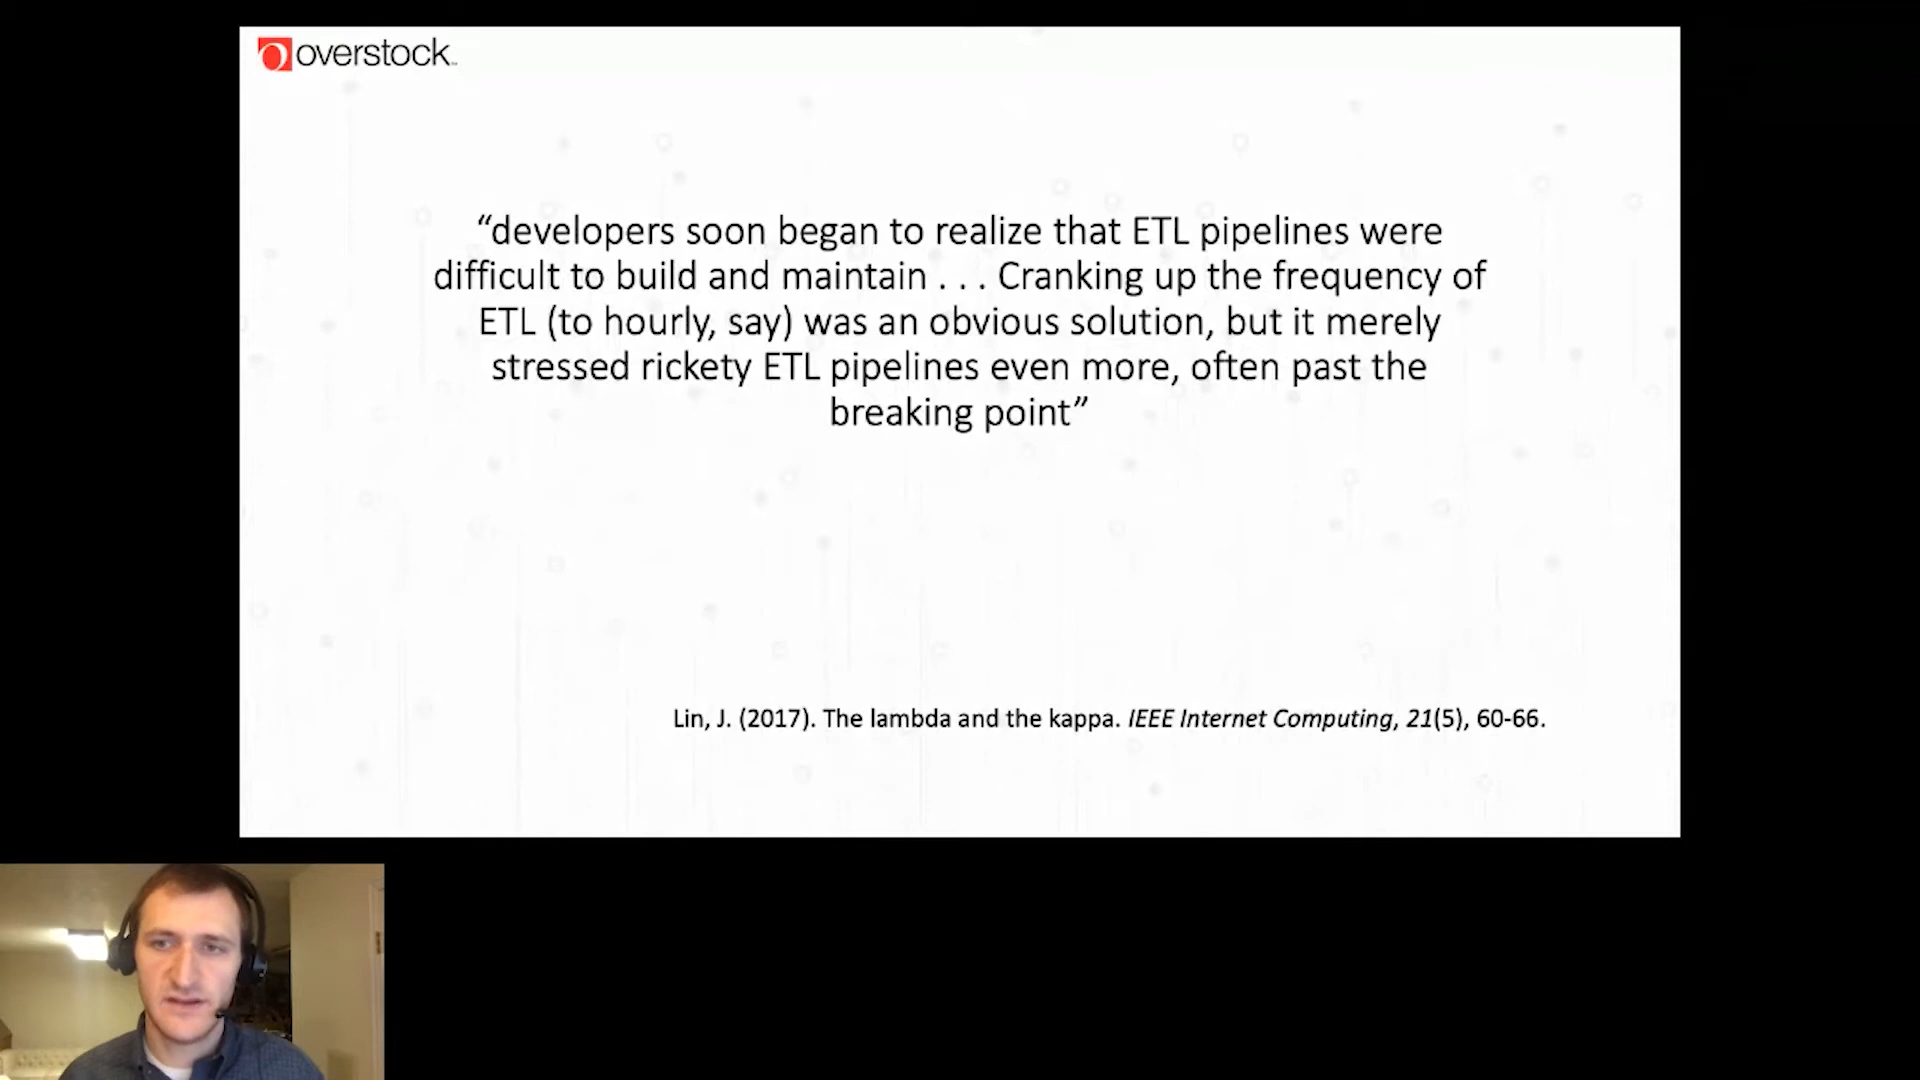 overstock™
“developers soon began to realize that ETL pipelines were
difficult to build and maintain . . . Cranking up the frequency of
ETL (to hourly, say) was an obvious solution, but it merely
stressed rickety ETL pipelines even more, often past the
breaking point”
Lin, J. (2017). The lambda and the kappa. IEEE Internet Computing, 21(5), 60-66.